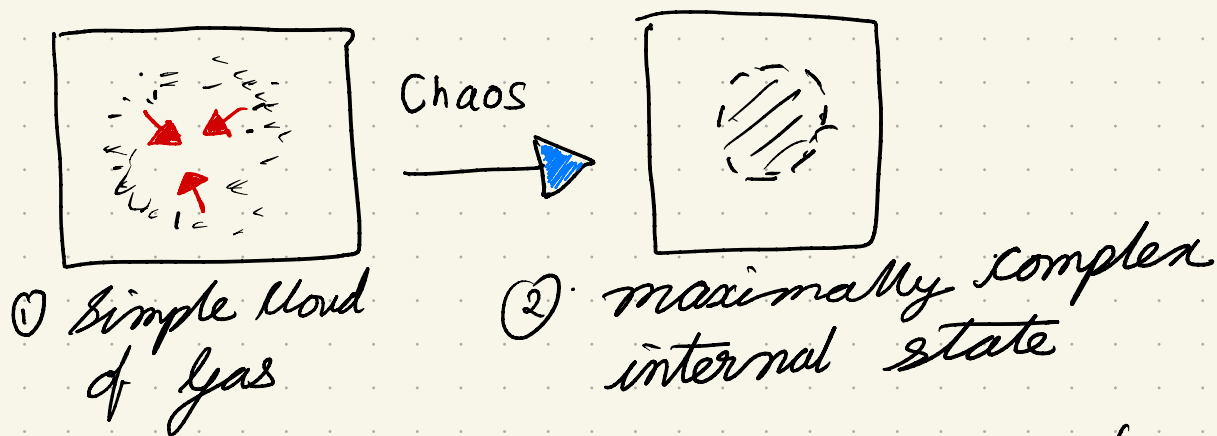 Chaos
① Simple cloud
of gas
② maximally complex
internal state